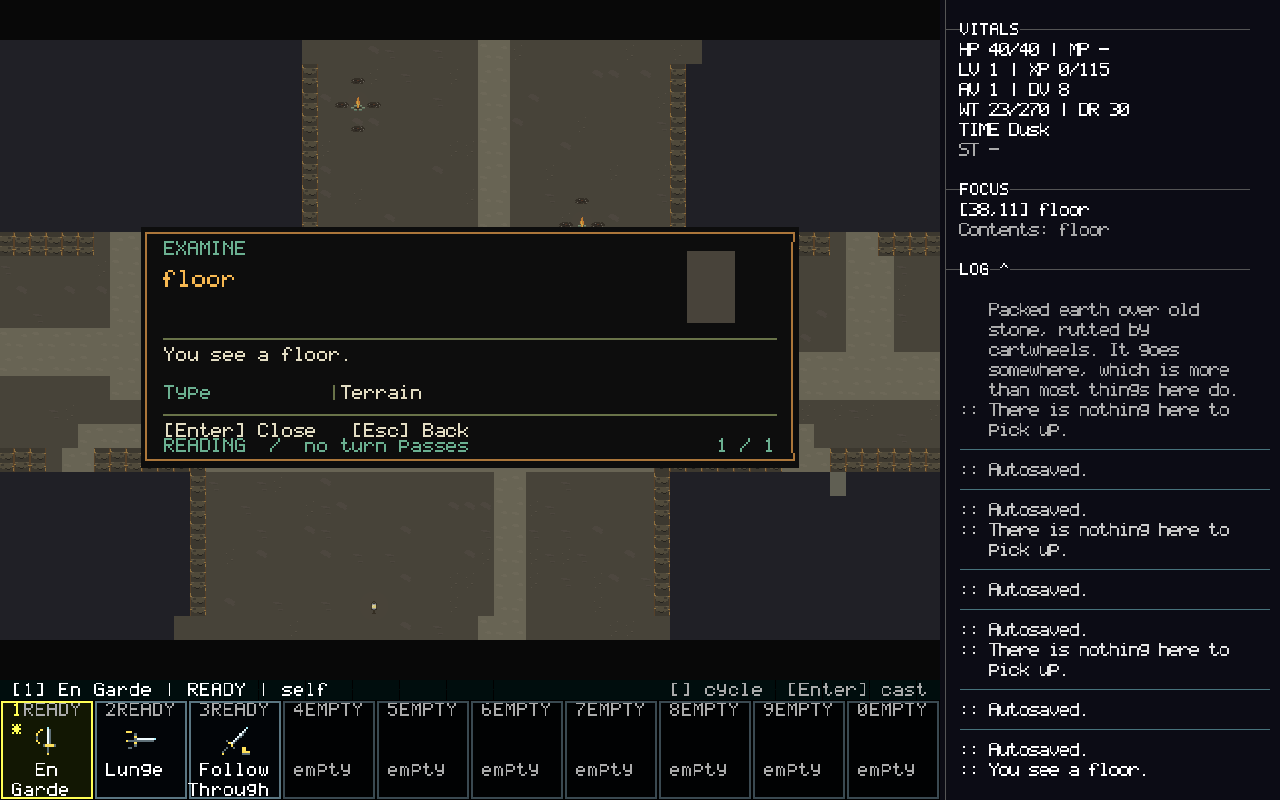 VITALS
HP 40/40 | MP -
LV 1 | XP 0/115
AV 1 | DV 8
WT 23/270 | DR 30
TIME Dusk
ST -
FOCUS
[38,11] floor
Contents: floor
LOG ^
Packed earth over old
stone, rutted by
cartwheels. It goes
somewhere, which is more
than most things here do.
:: There is nothing here to
Pick uP.
:: Autosaved.
:: Autosaved.
:: There is nothing here to
Pick uP.
:: Autosaved.
:: Autosaved.
:: There is nothing here to
Pick uP.
:: Autosaved.
:: Autosaved.
:: You see a floor.
EXAMINE
floor
You see a floor.
Type |Terrain
[Enter] Close [Esc] Back
READING / no turn Passes 1 / 1
[1] En Garde | READY | self [] cycle [Enter] cast
1READY 2READY 3READY 4EMPTY 5EMPTY 6EMPTY 7EMPTY 8EMPTY 9EMPTY 0EMPTY
* 
En Garde Lunge Follow Through empty empty empty empty empty empty empty